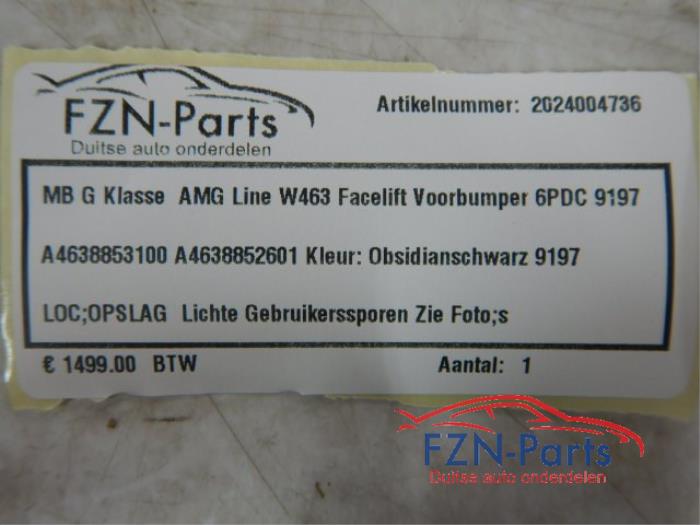 FZN-Parts
Duitse auto onderdelen
Artikelnummer: 2024004736
MB G Klasse AMG Line W463 Facelift Voorbumper 6PDC 9197
A4638853100 A4638852601 Kleur: Obsidianschwarz 9197
LOC;OPSLAG Lichte Gebruikerssporen Zie Foto;s
€ 1499.00 BTW
Aantal: 1
FZN-Parts
Duitse auto onderdelen